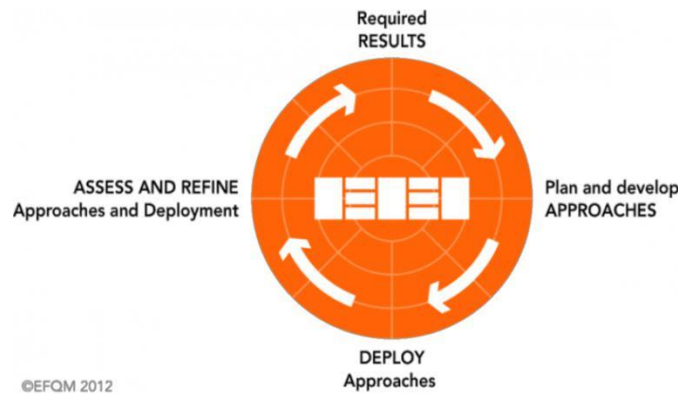 Required
RESULTS
ASSESS AND REFINE
Approaches and Deployment
Plan and develop
APPROACHES
DEPLOY
Approaches
©EFQM 2012